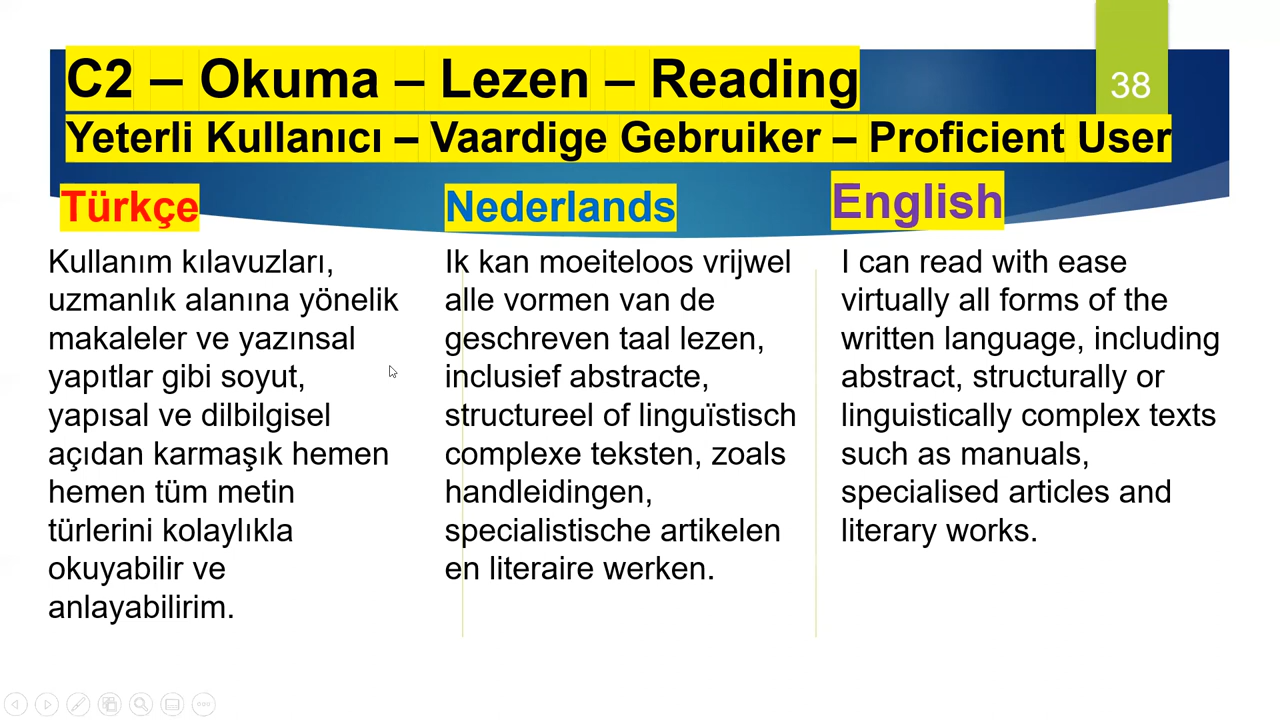 C2 – Okuma – Lezen – Reading
38
Yeterli Kullanıcı – Vaardige Gebruiker – Proficient User
Türkçe
Kullanım kılavuzları,
uzmanlık alanına yönelik
makaleler ve yazınsal
yapıtlar gibi soyut,
yapısal ve dilbilgisel
açıdan karmaşık hemen
hemen tüm metin
türlerini kolaylıkla
okuyabilir ve
anlayabilirim.
Nederlands
Ik kan moeiteloos vrijwel
alle vormen van de
geschreven taal lezen,
inclusief abstracte,
structureel of linguïstisch
complexe teksten, zoals
handleidingen,
specialistische artikelen
en literaire werken.
English
I can read with ease
virtually all forms of the
written language, including
abstract, structurally or
linguistically complex texts
such as manuals,
specialised articles and
literary works.